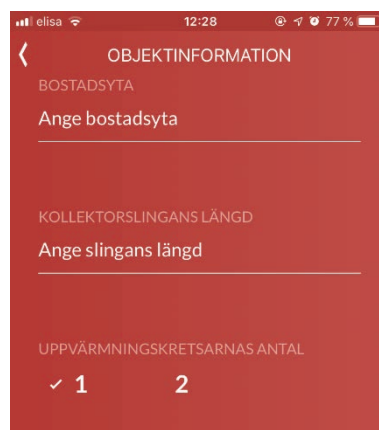 elisa 12:28 77 %
OBJEKTINFORMATION
BOSTADSYTA
Ange bostadsyta
KOLLEKTORSLINGANS LÄNGD
Ange slingans längd
UPPVÄRMNINGSKRETSARNAS ANTAL
1 2